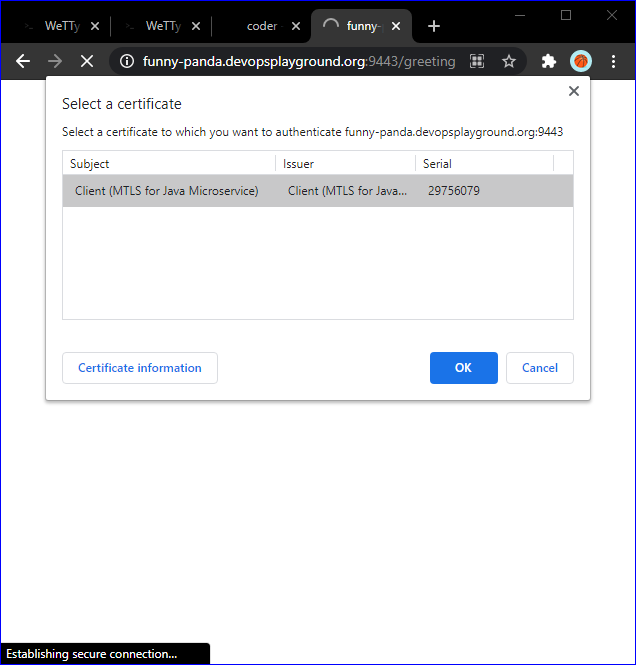 WeTTy
WeTTy
coder
funny-
funny-panda.devopsplayground.org:9443/greeting
Select a certificate
Select a certificate to which you want to authenticate funny-panda.devopsplayground.org:9443
Subject Issuer Serial
Client (MTLS for Java Microservice) Client (MTLS for Java... 29756079
Certificate information OK Cancel
Establishing secure connection...